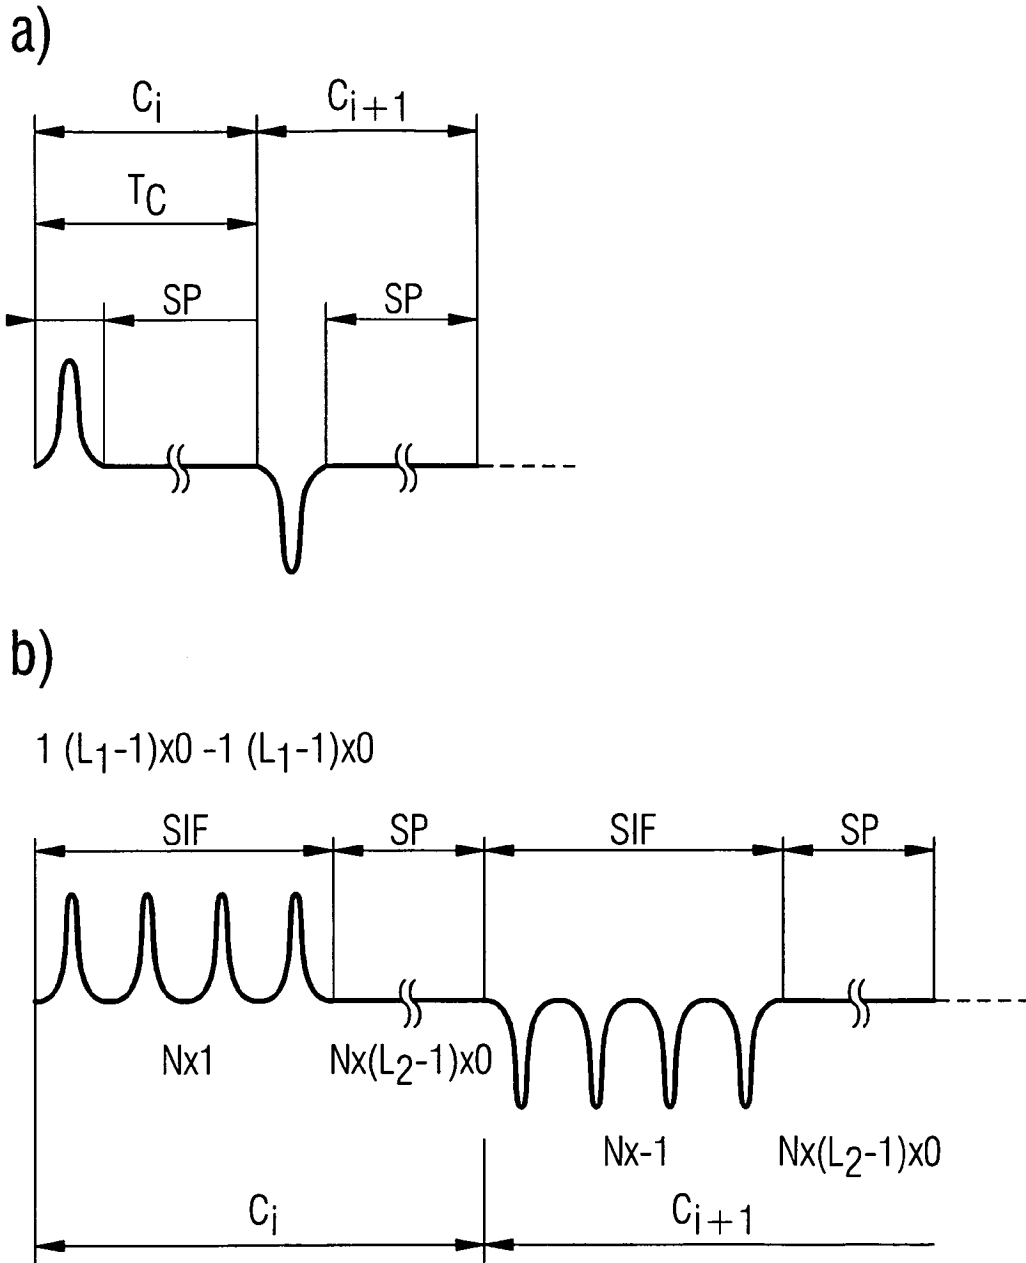 a)
Ci Ci+1
TC
SP SP
b)
1 (L1-1)x0 -1 (L1-1)x0
SIF SP SIF SP
Nx1 Nx(L2-1)x0
Nx-1 Nx(L2-1)x0
Ci Ci+1